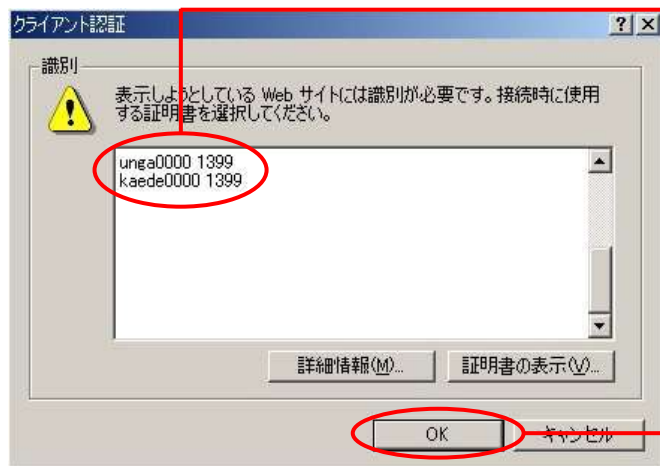 クライアント認証
識別
表示しようとしている Web サイトには識別が必要です。接続時に使用
する証明書を選択してください。
unga0000 1399
kaede0000 1399
詳細情報(M)...
証明書の表示(V)...
OK
キャンセル